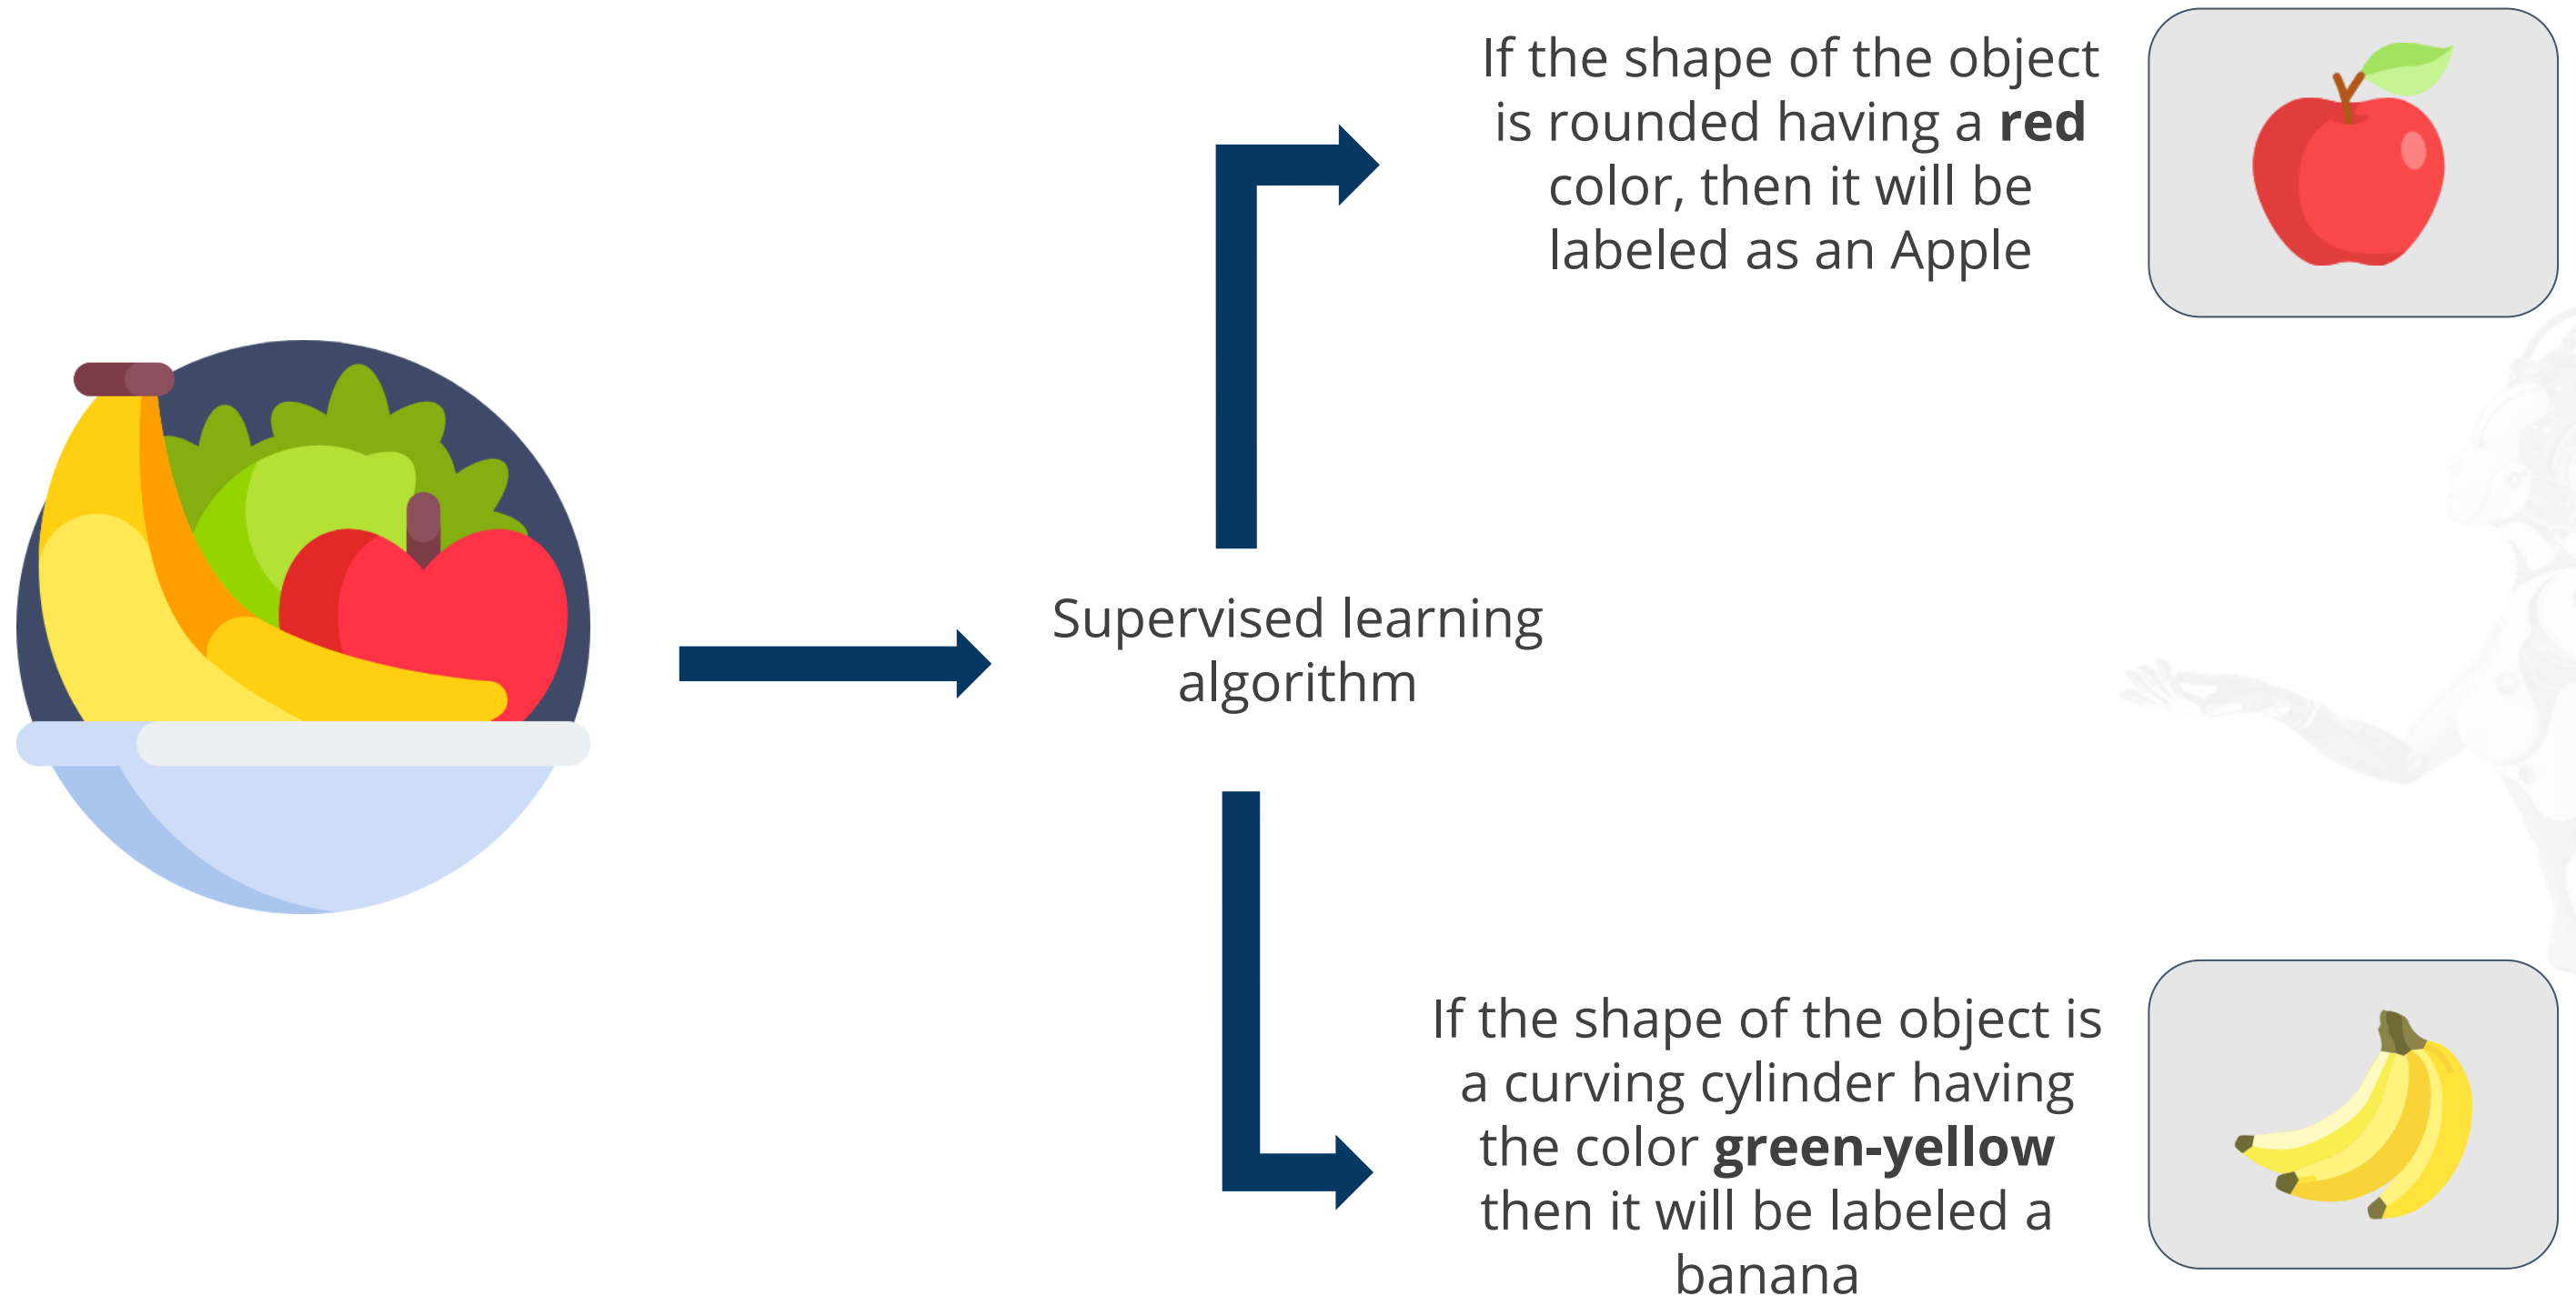 If the shape of the object
is rounded having a red
color, then it will be
labeled as an Apple
Supervised learning
algorithm
If the shape of the object is
a curving cylinder having
the color green-yellow
then it will be labeled a
banana